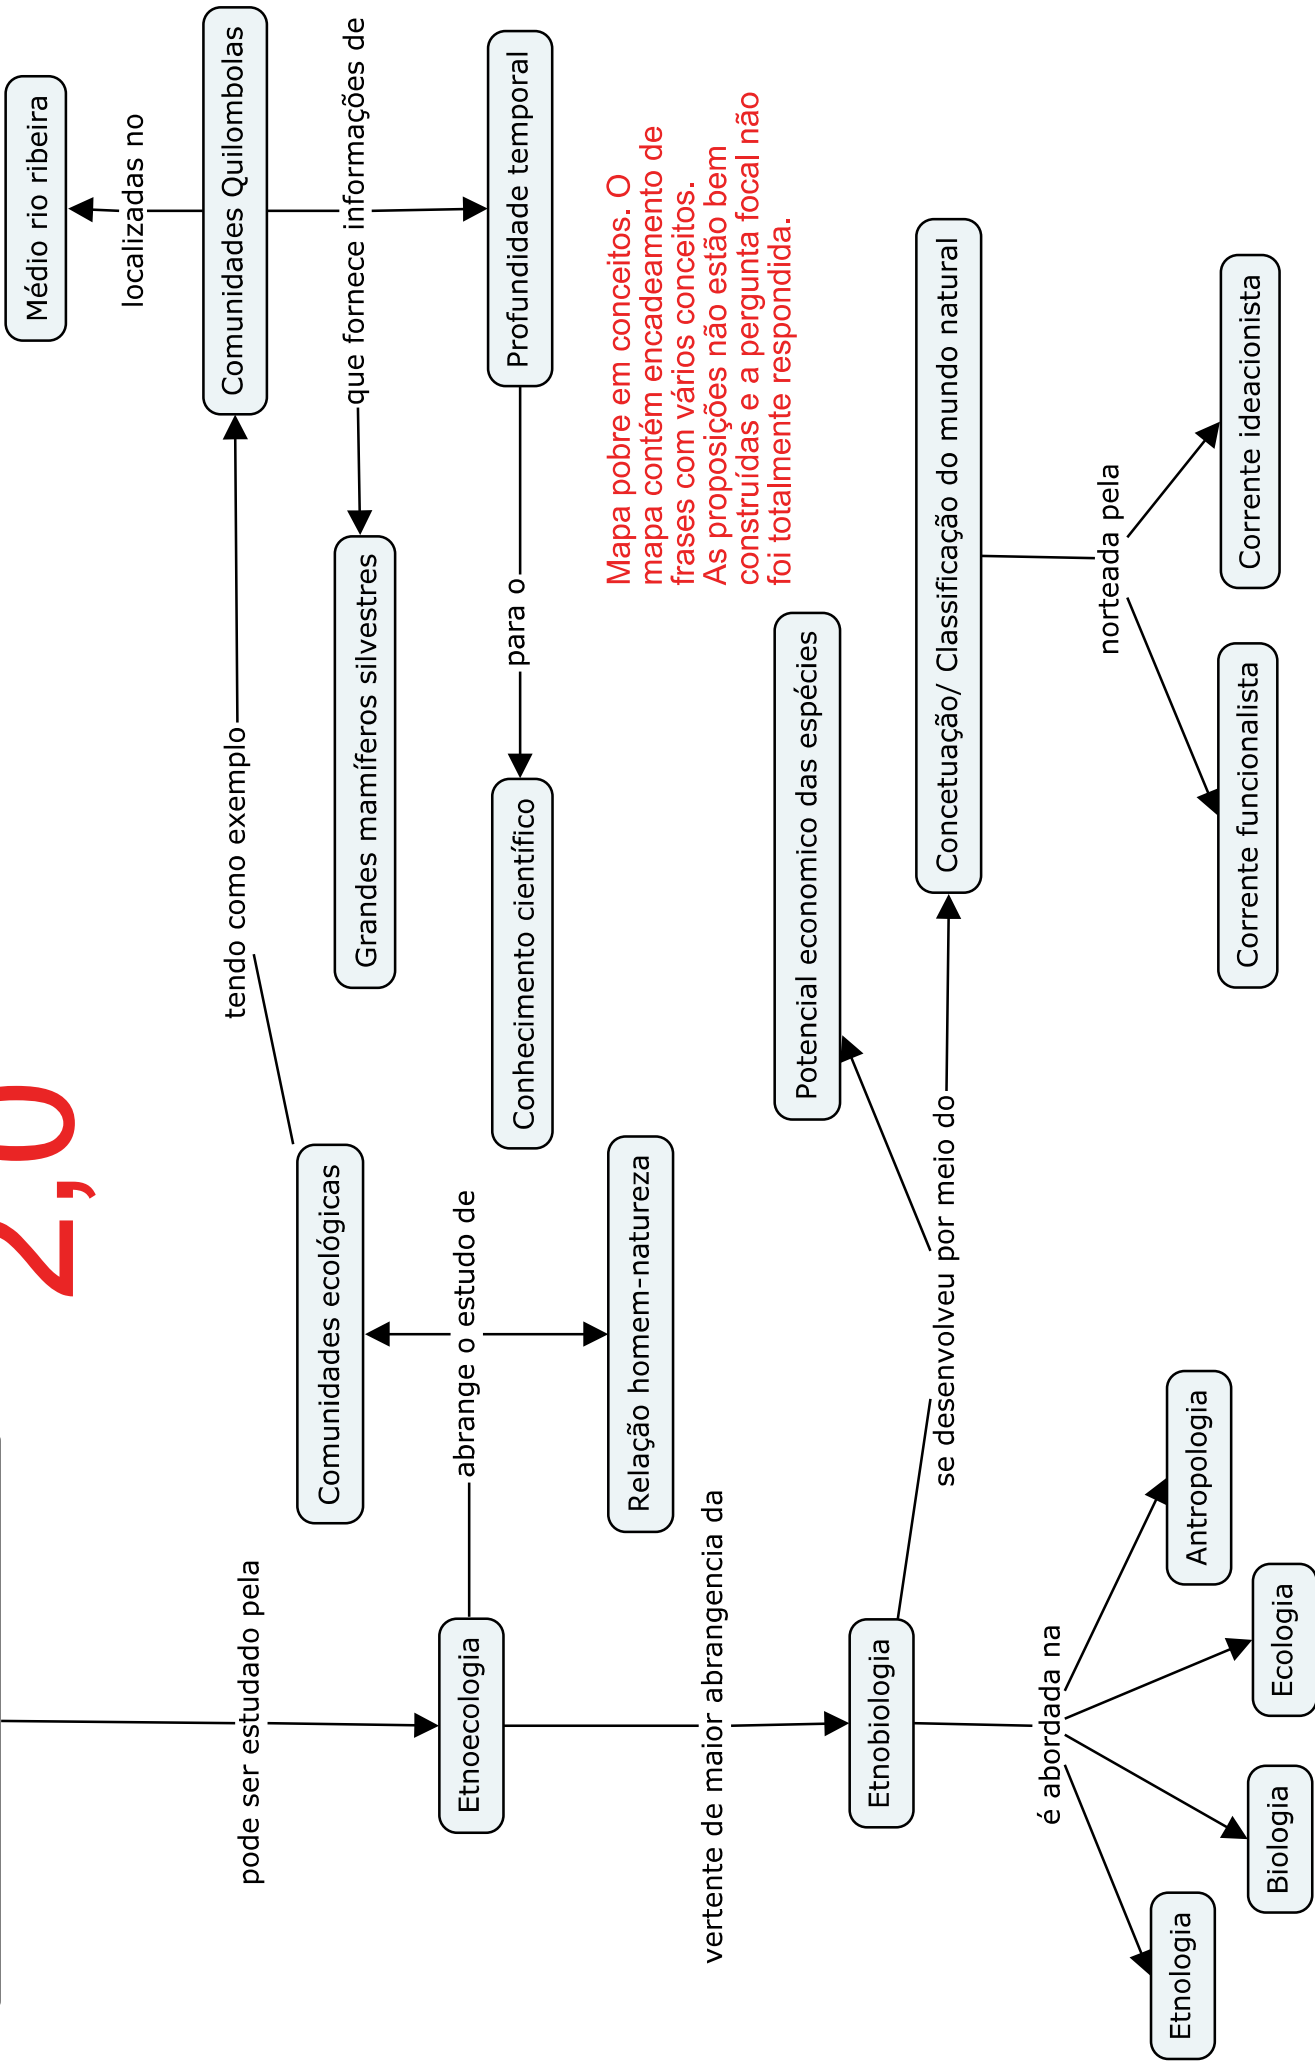 2,0
pode ser estudado pela
Etnoecologia
abrange o estudo de
Comunidades ecológicas
Relação homem-natureza
tendo como exemplo
Comunidades Quilombolas
localizadas no
Médio rio ribeira
que fornece informações de
Grandes mamíferos silvestres
Profundidade temporal
para o
Conhecimento científico
Mapa pobre em conceitos. O
mapa contém encadeamento de
frases com vários conceitos.
As proposições não estão bem
construídas e a pergunta focal não
foi totalmente respondida.
vertente de maior abrangencia da
Etnobiologia
se desenvolveu por meio do
Potencial economico das espécies
Concetuação/ Classificação do mundo natural
norteada pela
Corrente funcionalista
Corrente ideacionista
é abordada na
Etnologia
Biologia
Ecologia
Antropologia